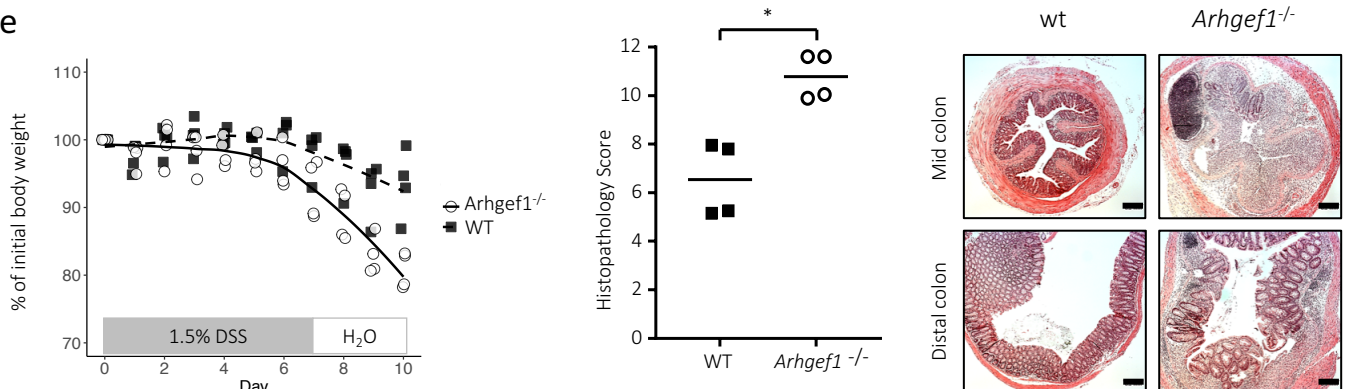 e
% of initial body weight
110
100
90
80
70
1.5% DSS
H₂O
0
2
4
6
8
10
Day
Arhgef1⁻/⁻
WT
*
Histopathology Score
12
10
8
6
4
2
0
WT
Arhgef1 -/-
wt
Arhgef1⁻/⁻
Mid colon
Distal colon